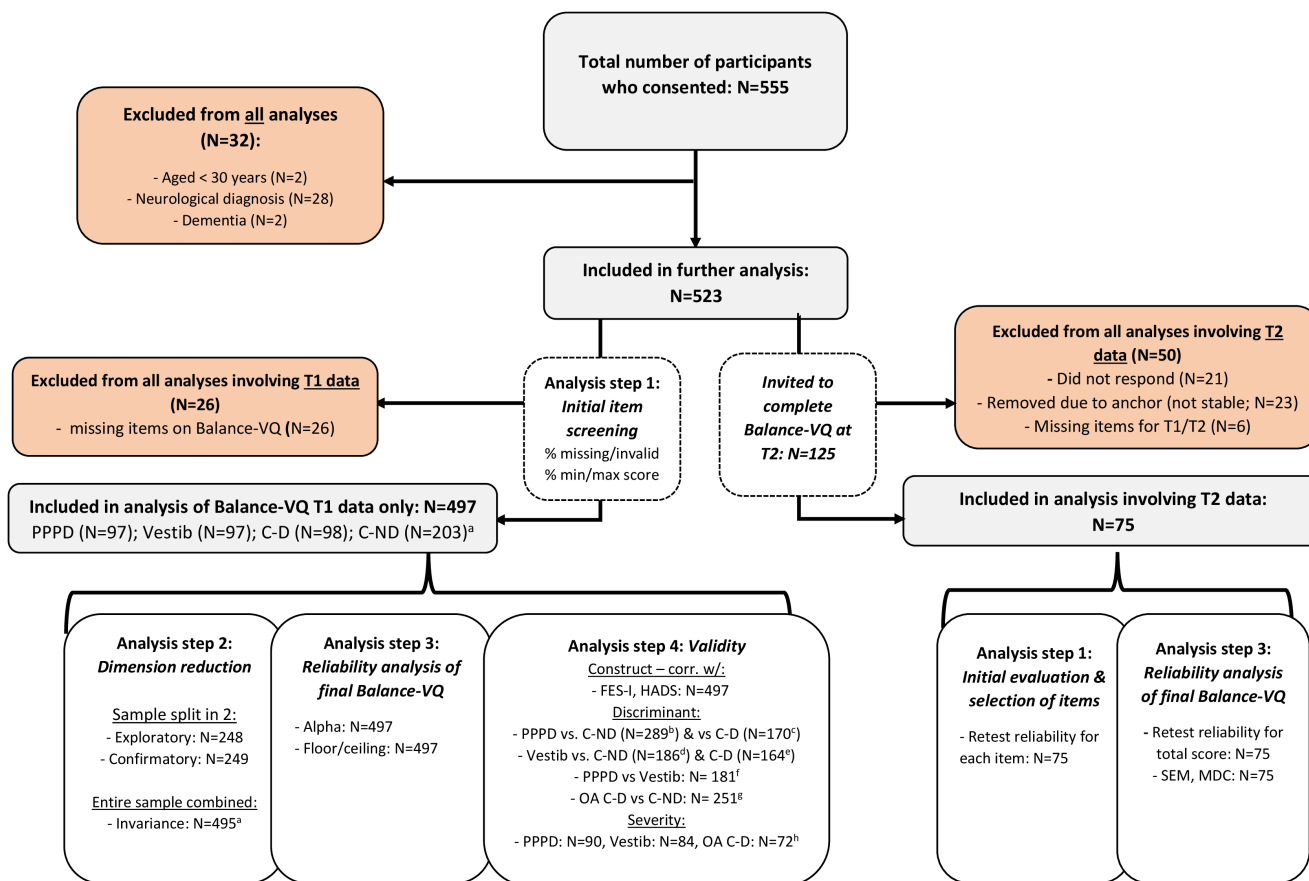 Total number of participants
who consented: N=555
Excluded from all analyses
(N=32):
- Aged < 30 years (N=2)
- Neurological diagnosis (N=28)
- Dementia (N=2)
Included in further analysis:
N=523
Excluded from all analyses involving T2
data (N=50)
- Did not respond (N=21)
- Removed due to anchor (not stable; N=23)
- Missing items for T1/T2 (N=6)
Excluded from all analyses involving T1 data
(N=26)
- missing items on Balance-VQ (N=26)
Analysis step 1:
Initial item
screening
% missing/invalid
% min/max score
Invited to
complete
Balance-VQ at
T2: N=125
Included in analysis of Balance-VQ T1 data only: N=497
PPPD (N=97); Vestib (N=97); C-D (N=98); C-ND (N=203)ᵃ
Included in analysis involving T2 data:
N=75
Analysis step 2:
Dimension reduction
Sample split in 2:
- Exploratory: N=248
- Confirmatory: N=249
Entire sample combined:
- Invariance: N=495ᵃ
Analysis step 3:
Reliability analysis of
final Balance-VQ
- Alpha: N=497
- Floor/ceiling: N=497
Analysis step 4: Validity
Construct – corr. w/:
- FES-I, HADS: N=497
Discriminant:
- PPPD vs. C-ND (N=289ᵇ) & vs C-D (N=170ᶜ)
- Vestib vs. C-ND (N=186ᵈ) & C-D (N=164ᵉ)
- PPPD vs Vestib: N= 181ᶠ
- OA C-D vs C-ND: N= 251ᵍ
Severity:
- PPPD: N=90, Vestib: N=84, OA C-D: N=72ʰ
Analysis step 1:
Initial evaluation &
selection of items
- Retest reliability for
each item: N=75
Analysis step 3:
Reliability analysis
of final Balance-VQ
- Retest reliability for
total score: N=75
- SEM, MDC: N=75